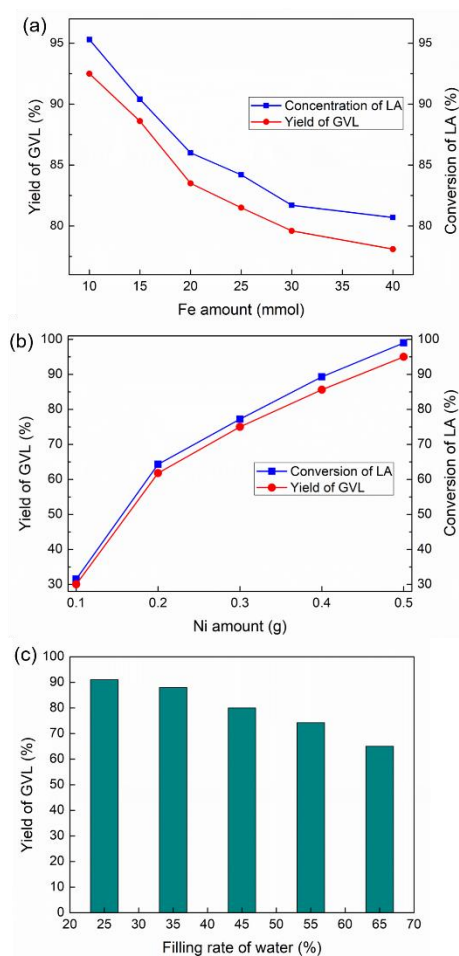 (a)
95
90
85
80
Yield of GVL (%)
Concentration of LA
Yield of GVL
95
90
85
80
Conversion of LA (%)
10 15 20 25 30 35 40
Fe amount (mmol)
(b)
100
90
80
70
60
50
40
30
Yield of GVL (%)
Conversion of LA
Yield of GVL
100
90
80
70
60
50
40
30
Conversion of LA (%)
0.1 0.2 0.3 0.4 0.5
Ni amount (g)
(c)
100
90
80
70
60
50
40
30
20
10
0
Yield of GVL (%)
20 25 30 35 40 45 50 55 60 65 70
Filling rate of water (%)